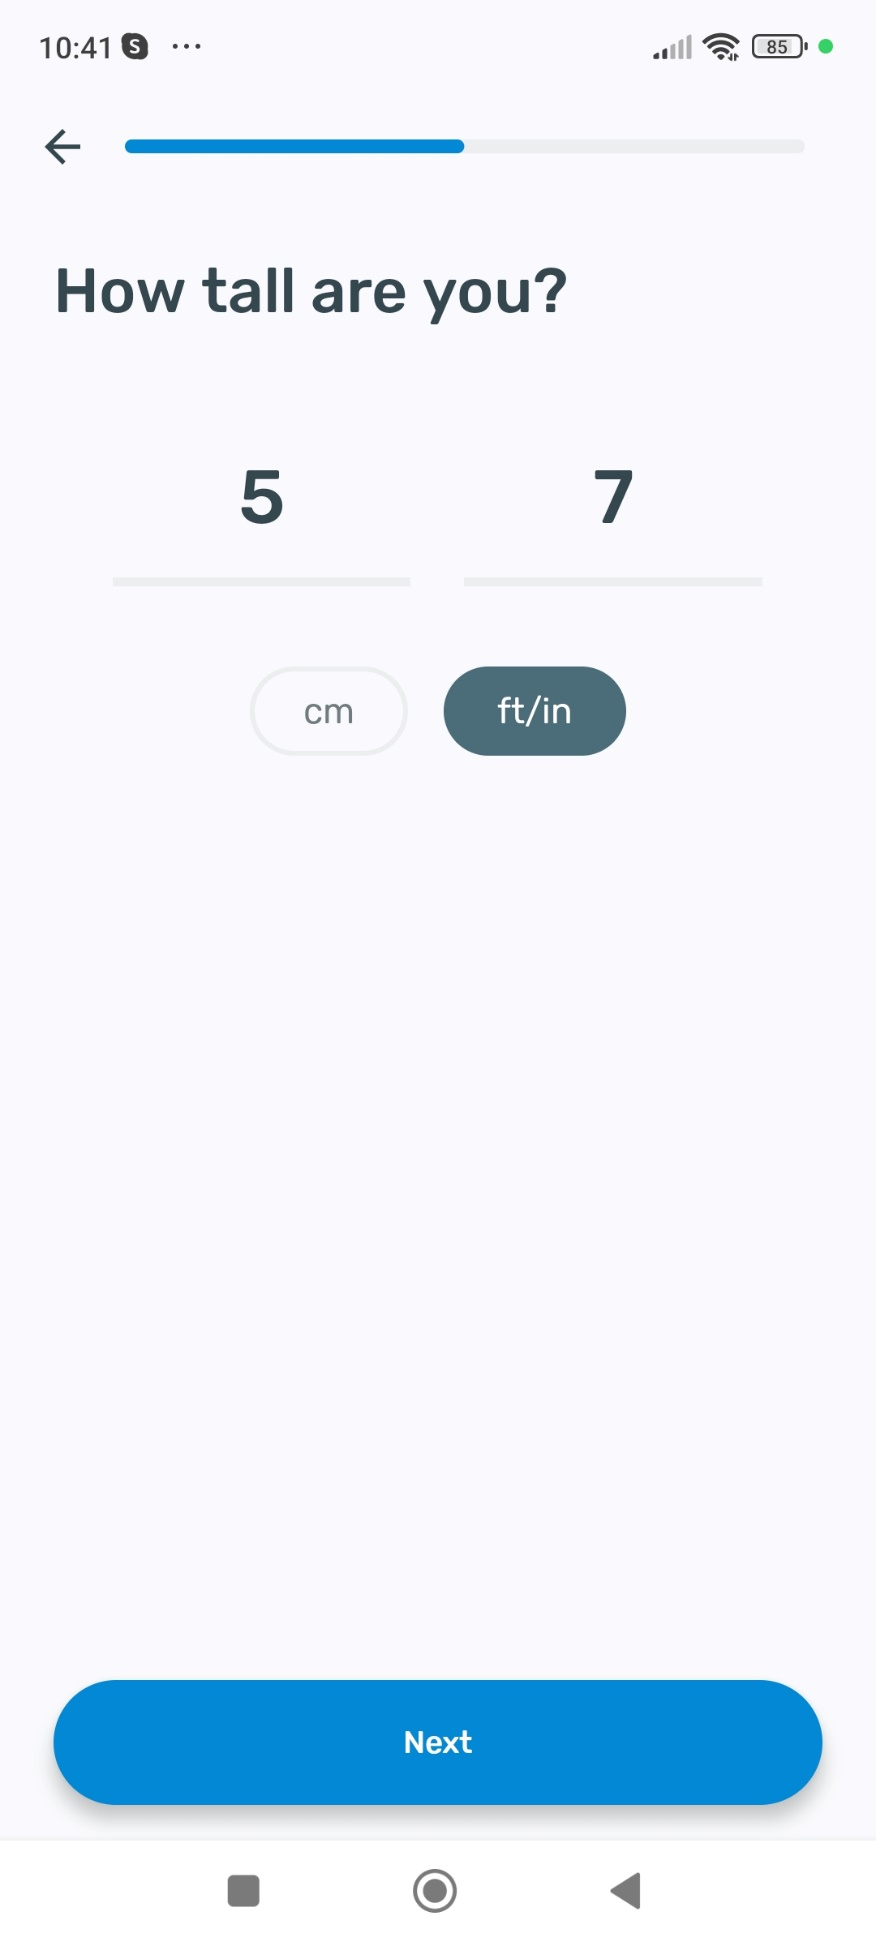 10:41 S ...
85
How tall are you?
5 7
cm ft/in
Next